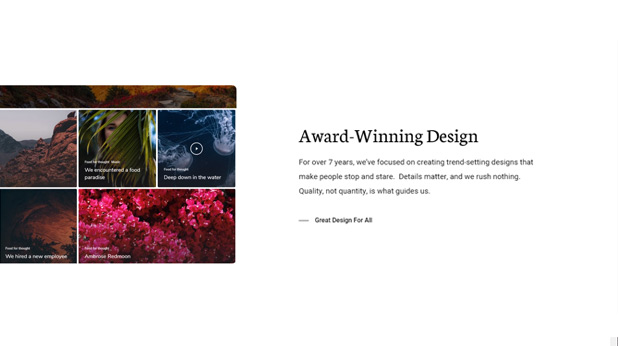 Food for thought Music
We encountered a food
paradise
Food for thought
Deep down in the water
Food for thought
We hired a new employee
Food for thought
Ambrose Redmoon
Award-Winning Design
For over 7 years, we've focused on creating trend-setting designs that
make people stop and stare. Details matter, and we rush nothing.
Quality, not quantity, is what guides us.
Great Design For All